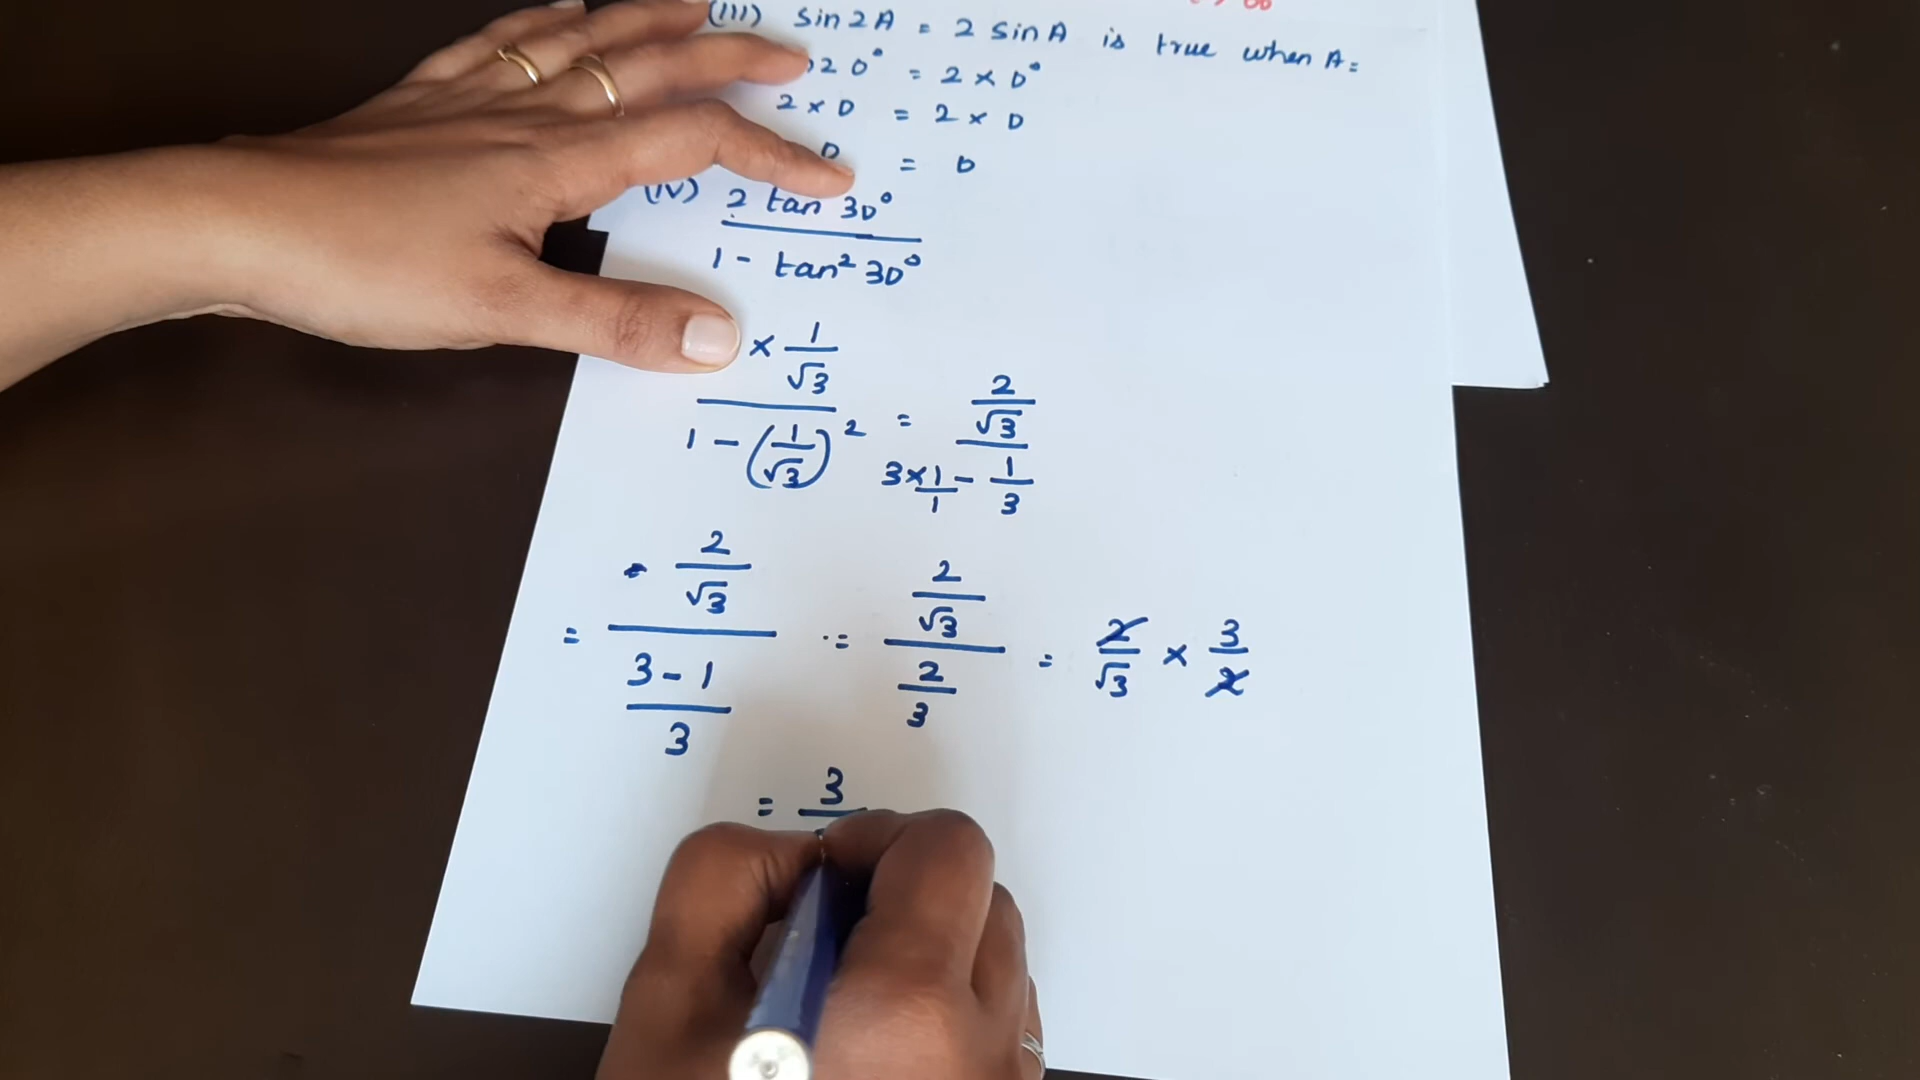 (III) sin 2A = 2 sin A is true when A =
2 0° = 2 × 0°
2 × 0 = 2 × 0
0 = 0
(IV) 2 tan 30°
1 - tan² 30°
× 1/√3
1 - (1/√3)² = 2/√3
3×1/1 - 1/3
= 2/√3 / (3-1)/3 = 2/√3 / 2/3 = 2/√3 × 3/2
= 3